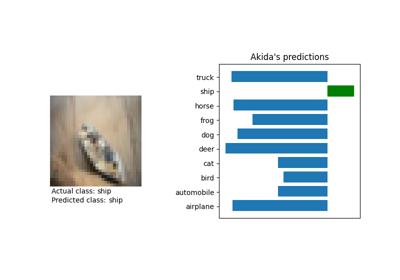 Akida's predictions
truck
ship
horse
frog
dog
deer
cat
bird
automobile
airplane
Actual class: ship
Predicted class: ship